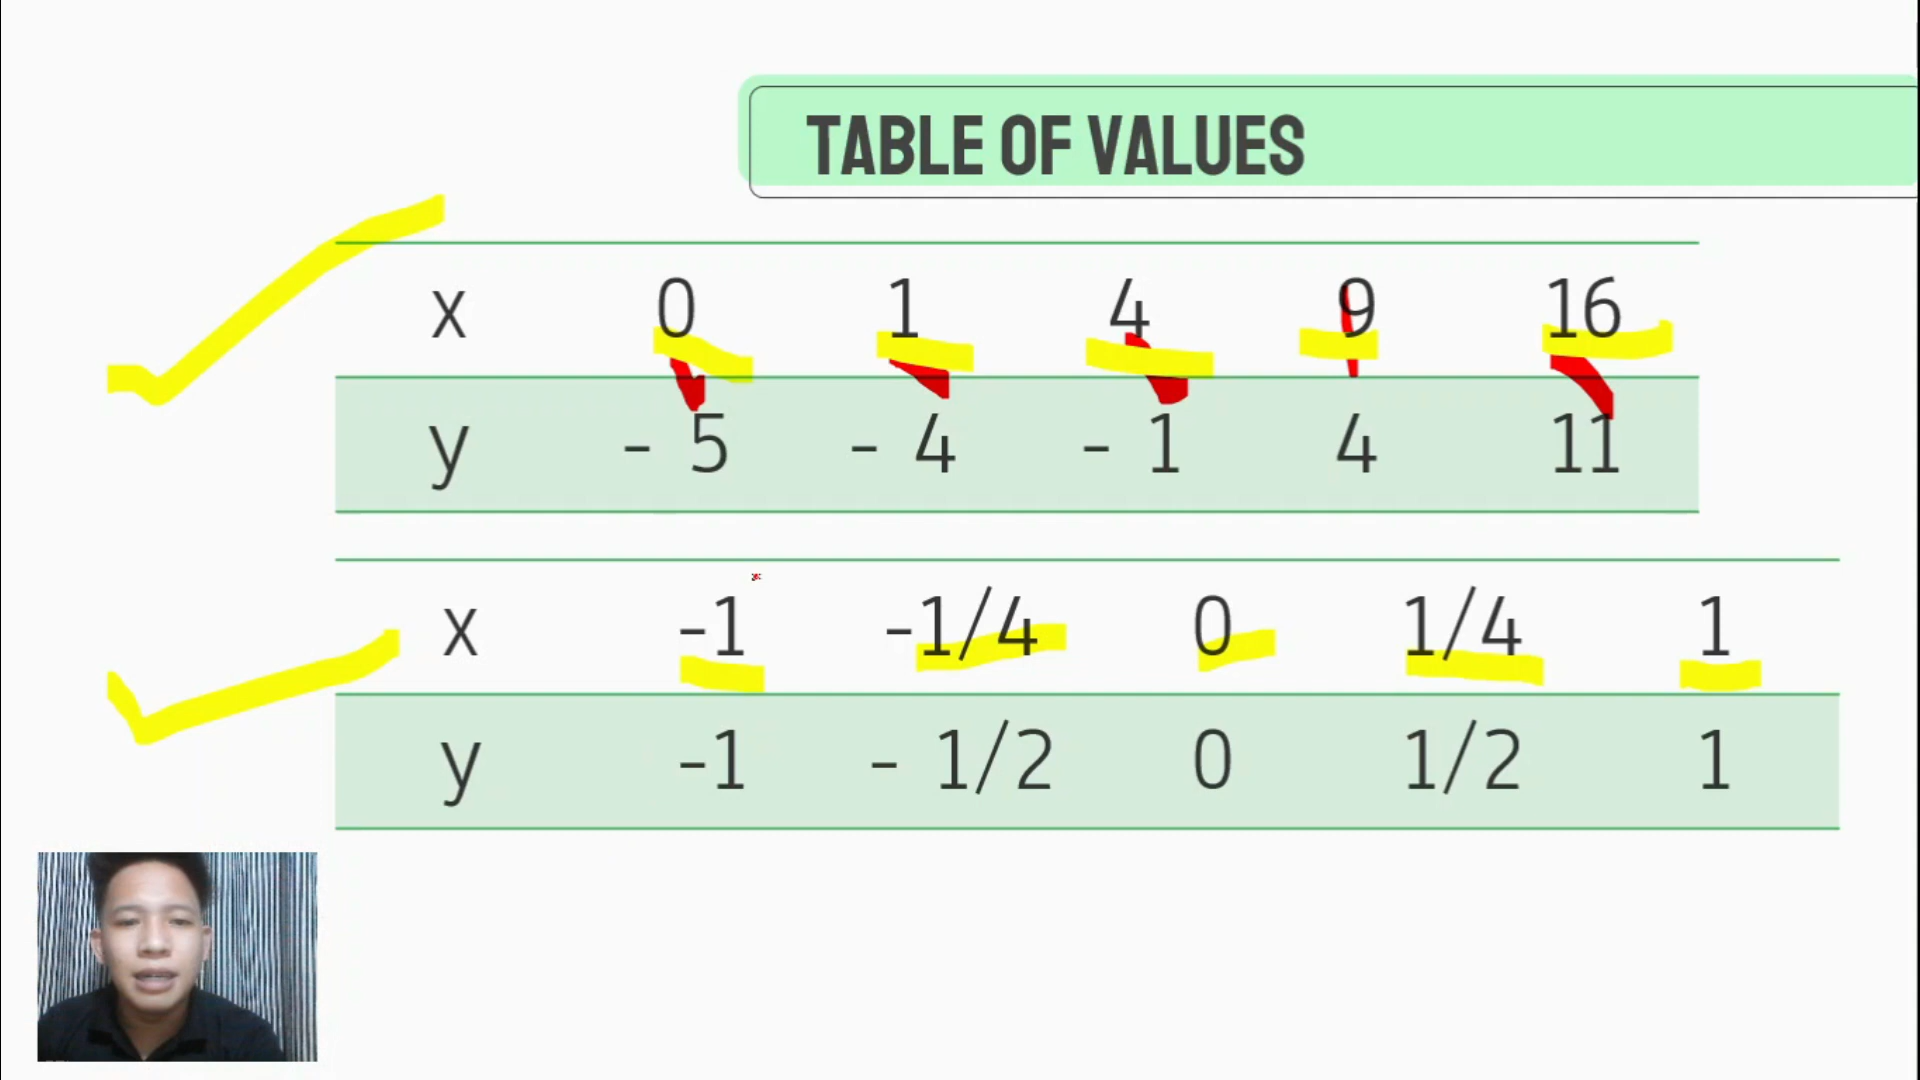 TABLE OF VALUES
x 0 1 4 9 16
y - 5 - 4 - 1 4 11
x -1 -1/4 0 1/4 1
y -1 - 1/2 0 1/2 1